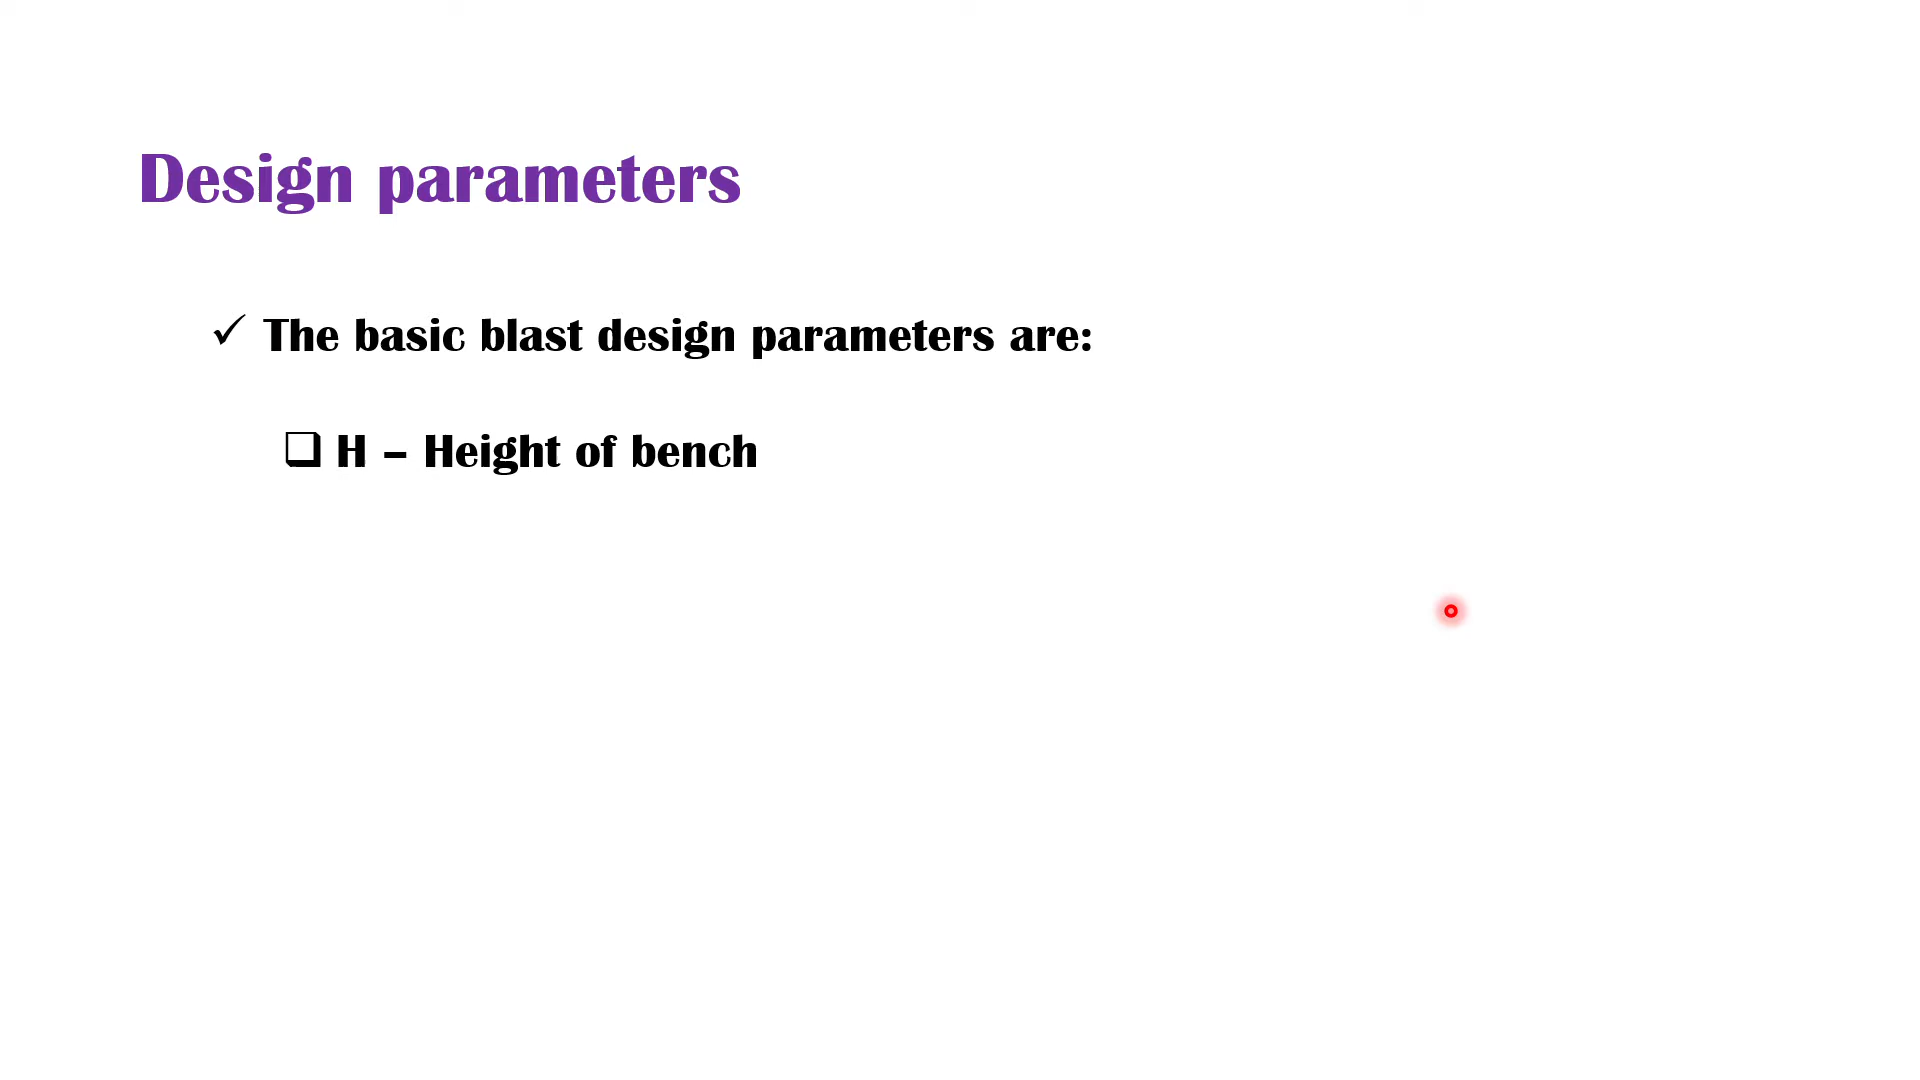 Design parameters
✓ The basic blast design parameters are:
❑ H – Height of bench